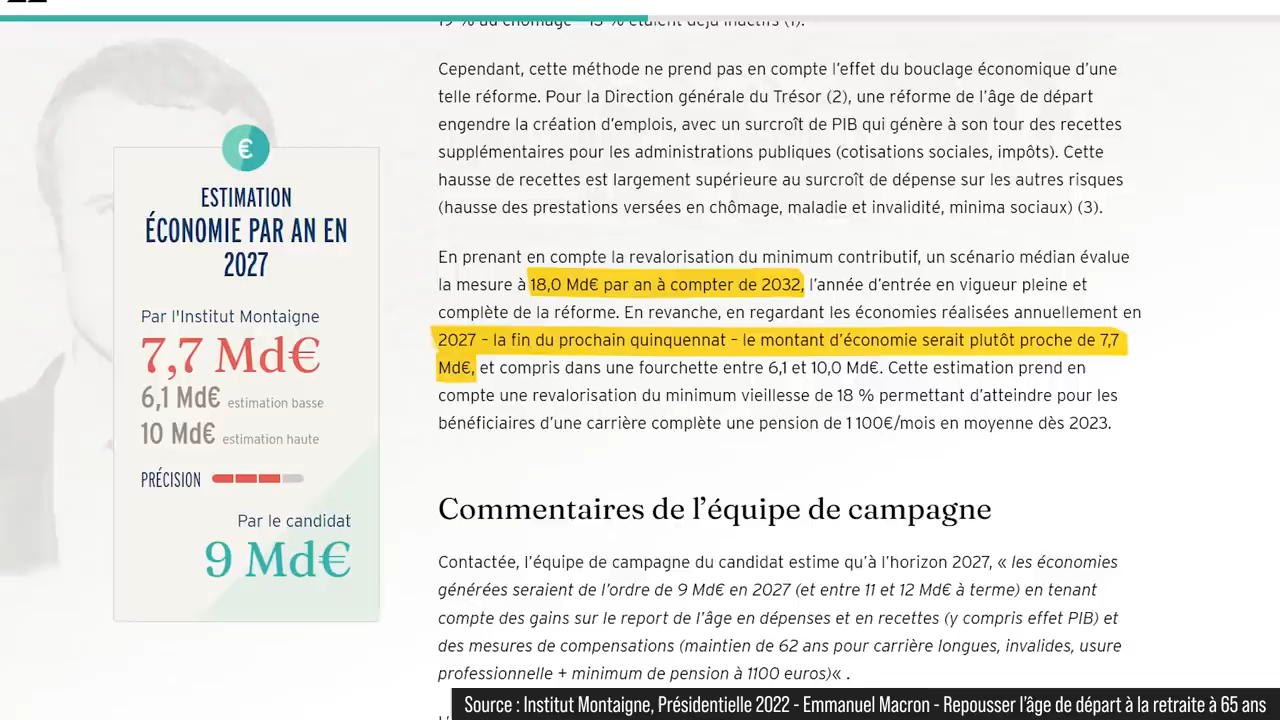 19 % au chômage – 13 % étaient déjà inactifs (1).
Cependant, cette méthode ne prend pas en compte l’effet du bouclage économique d’une
telle réforme. Pour la Direction générale du Trésor (2), une réforme de l’âge de départ
engendre la création d’emplois, avec un surcroît de PIB qui génère à son tour des recettes
supplémentaires pour les administrations publiques (cotisations sociales, impôts). Cette
hausse de recettes est largement supérieure au surcroît de dépense sur les autres risques
(hausse des prestations versées en chômage, maladie et invalidité, minima sociaux) (3).
En prenant en compte la revalorisation du minimum contributif, un scénario médian évalue
la mesure à 18,0 Md€ par an à compter de 2032, l’année d’entrée en vigueur pleine et
complète de la réforme. En revanche, en regardant les économies réalisées annuellement en
2027 – la fin du prochain quinquennat – le montant d’économie serait plutôt proche de 7,7
Md€, et compris dans une fourchette entre 6,1 et 10,0 Md€. Cette estimation prend en
compte une revalorisation du minimum vieillesse de 18 % permettant d’atteindre pour les
bénéficiaires d’une carrière complète une pension de 1 100€/mois en moyenne dès 2023.
Commentaires de l’équipe de campagne
Contactée, l’équipe de campagne du candidat estime qu’à l’horizon 2027, « les économies
générées seraient de l’ordre de 9 Md€ en 2027 (et entre 11 et 12 Md€ à terme) en tenant
compte des gains sur le report de l’âge en dépenses et en recettes (y compris effet PIB) et
des mesures de compensations (maintien de 62 ans pour carrière longues, invalides, usure
professionnelle + minimum de pension à 1100 euros)« .
€
ESTIMATION
ÉCONOMIE PAR AN EN
2027
Par l'Institut Montaigne
7,7 Md€
6,1 Md€ estimation basse
10 Md€ estimation haute
PRÉCISION
Par le candidat
9 Md€
Source : Institut Montaigne, Présidentielle 2022 - Emmanuel Macron - Repousser l’âge de départ à la retraite à 65 ans